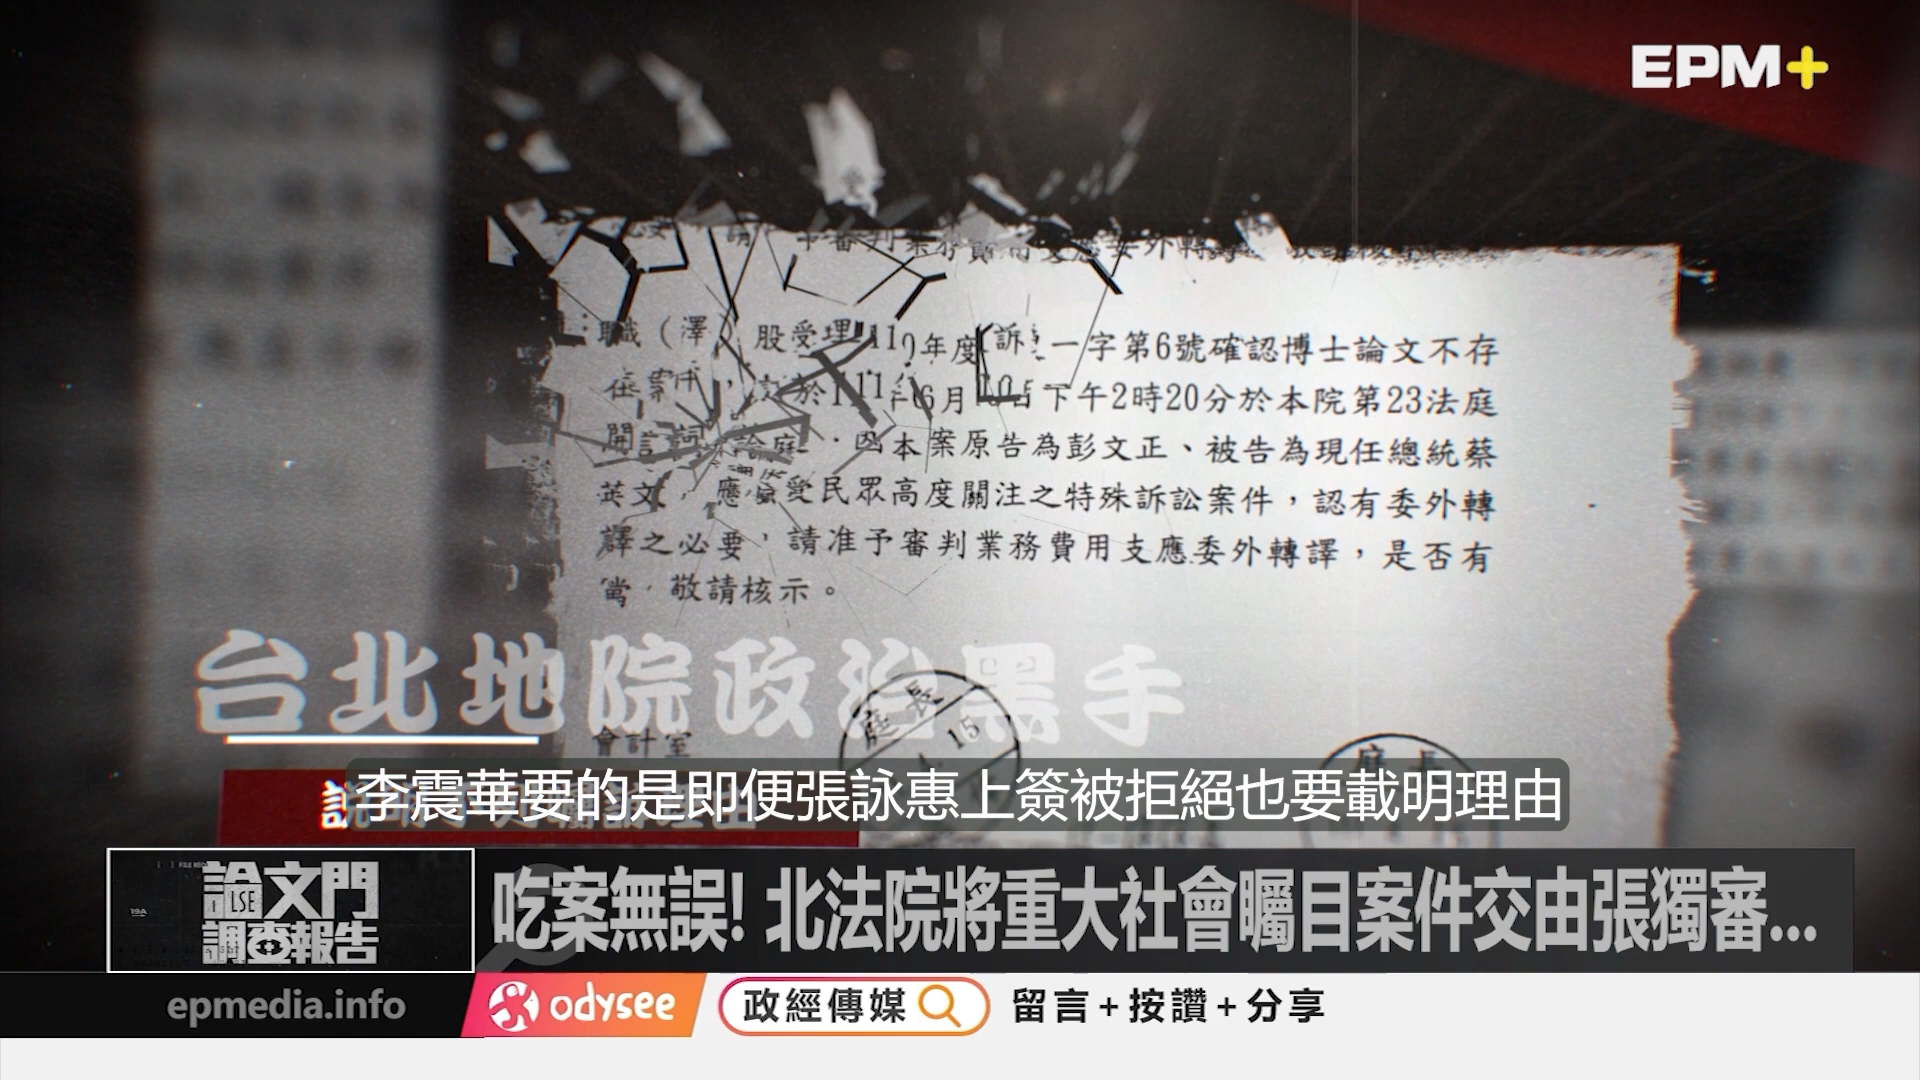 EPM+
職（澤）股受理110年度訴 一字第6號確認博士論文不存
在案件，於111年6月 日下午2時20分於本院第23法庭
開言詞 論庭 因本案原告為彭文正、被告為現任總統蔡
英文，應 受民眾高度關注之特殊訴訟案件，認有委外轉
譯之必要，請准予審判業務費用支應委外轉譯，是否有
當，敬請核示。
台北地院政治黑手
會計室
庭長
15
庭長
李震華要的是即便張詠惠上簽被拒絕也要載明理由
論文門
LSE
調查報告
吃案無誤! 北法院將重大社會矚目案件交由張獨審...
epmedia.info
odysee
政經傳媒
留言+按讚+分享